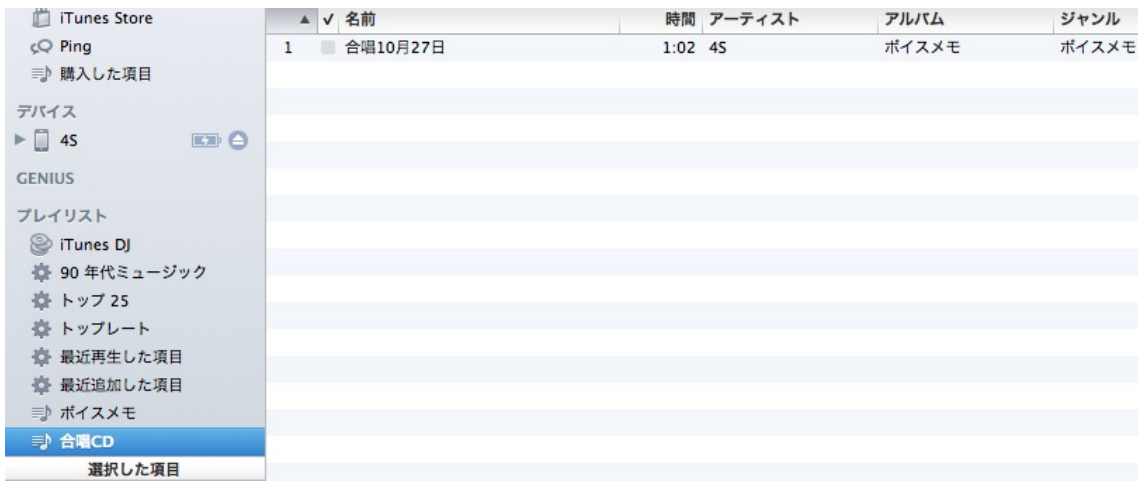 iTunes Store
Ping
購入した項目
デバイス
4S
GENIUS
プレイリスト
iTunes DJ
90 年代ミュージック
トップ 25
トップレート
最近再生した項目
最近追加した項目
ボイスメモ
合唱CD
選択した項目
名前 時間 アーティスト アルバム ジャンル
1 合唱10月27日 1:02 4S ボイスメモ ボイスメモ